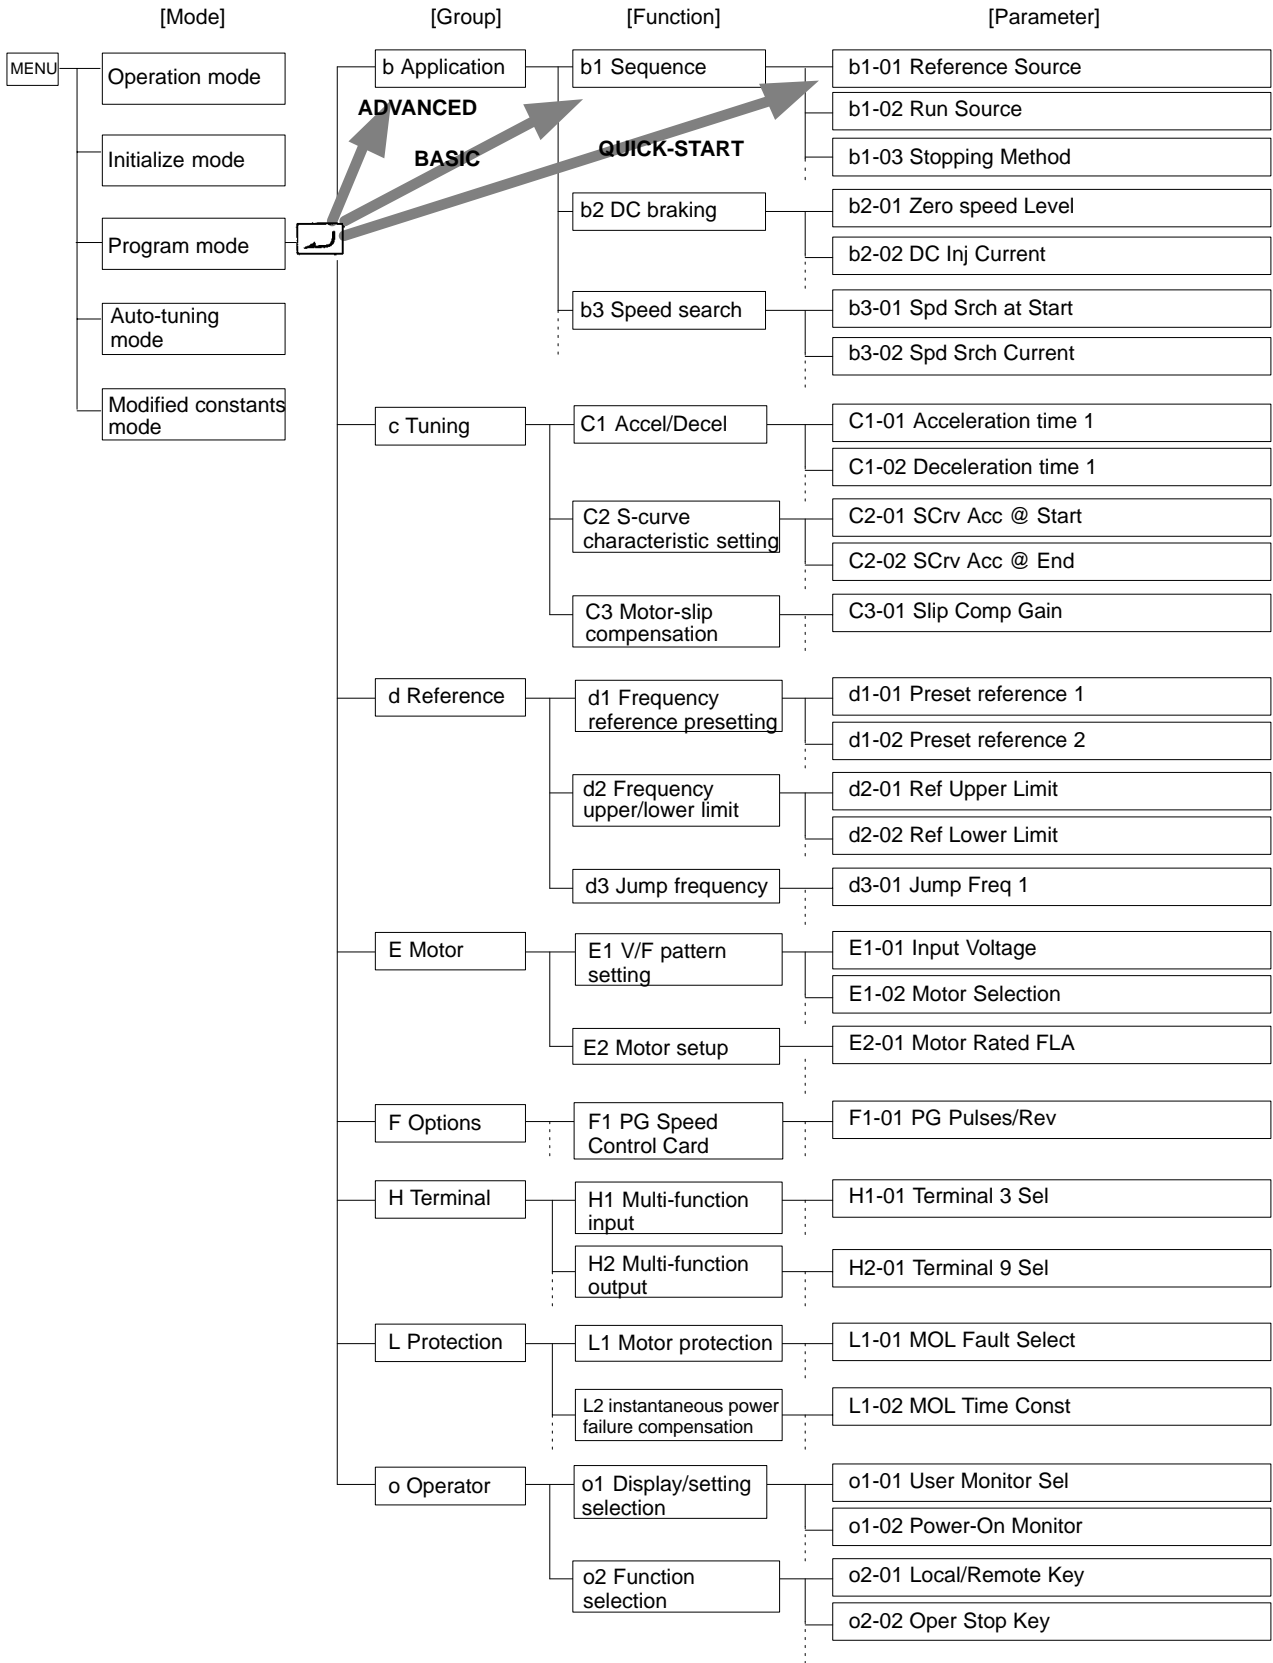 [Mode] [Group] [Function] [Parameter]
MENU
Operation mode
Initialize mode
Program mode
Auto-tuning
mode
Modified constants
mode
ADVANCED
BASIC
QUICK-START
b Application
b1 Sequence
b1-01 Reference Source
b1-02 Run Source
b1-03 Stopping Method
b2 DC braking
b2-01 Zero speed Level
b2-02 DC Inj Current
b3 Speed search
b3-01 Spd Srch at Start
b3-02 Spd Srch Current
c Tuning
C1 Accel/Decel
C1-01 Acceleration time 1
C1-02 Deceleration time 1
C2 S-curve
characteristic setting
C2-01 SCrv Acc @ Start
C2-02 SCrv Acc @ End
C3 Motor-slip
compensation
C3-01 Slip Comp Gain
d Reference
d1 Frequency
reference presetting
d1-01 Preset reference 1
d1-02 Preset reference 2
d2 Frequency
upper/lower limit
d2-01 Ref Upper Limit
d2-02 Ref Lower Limit
d3 Jump frequency
d3-01 Jump Freq 1
E Motor
E1 V/F pattern
setting
E1-01 Input Voltage
E1-02 Motor Selection
E2 Motor setup
E2-01 Motor Rated FLA
F Options
F1 PG Speed
Control Card
F1-01 PG Pulses/Rev
H Terminal
H1 Multi-function
input
H1-01 Terminal 3 Sel
H2 Multi-function
output
H2-01 Terminal 9 Sel
L Protection
L1 Motor protection
L1-01 MOL Fault Select
L2 instantaneous power
failure compensation
L1-02 MOL Time Const
o Operator
o1 Display/setting
selection
o1-01 User Monitor Sel
o1-02 Power-On Monitor
o2 Function
selection
o2-01 Local/Remote Key
o2-02 Oper Stop Key